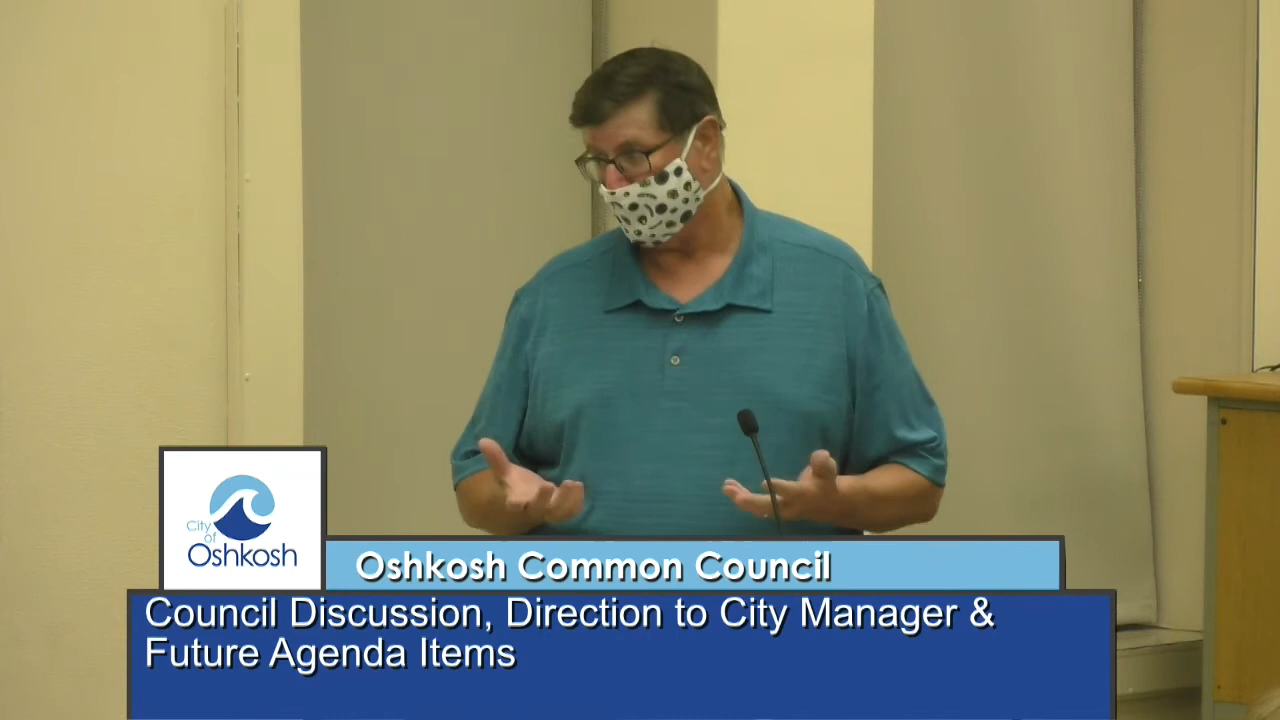 City
of
Oshkosh
Oshkosh Common Council
Council Discussion, Direction to City Manager &
Future Agenda Items